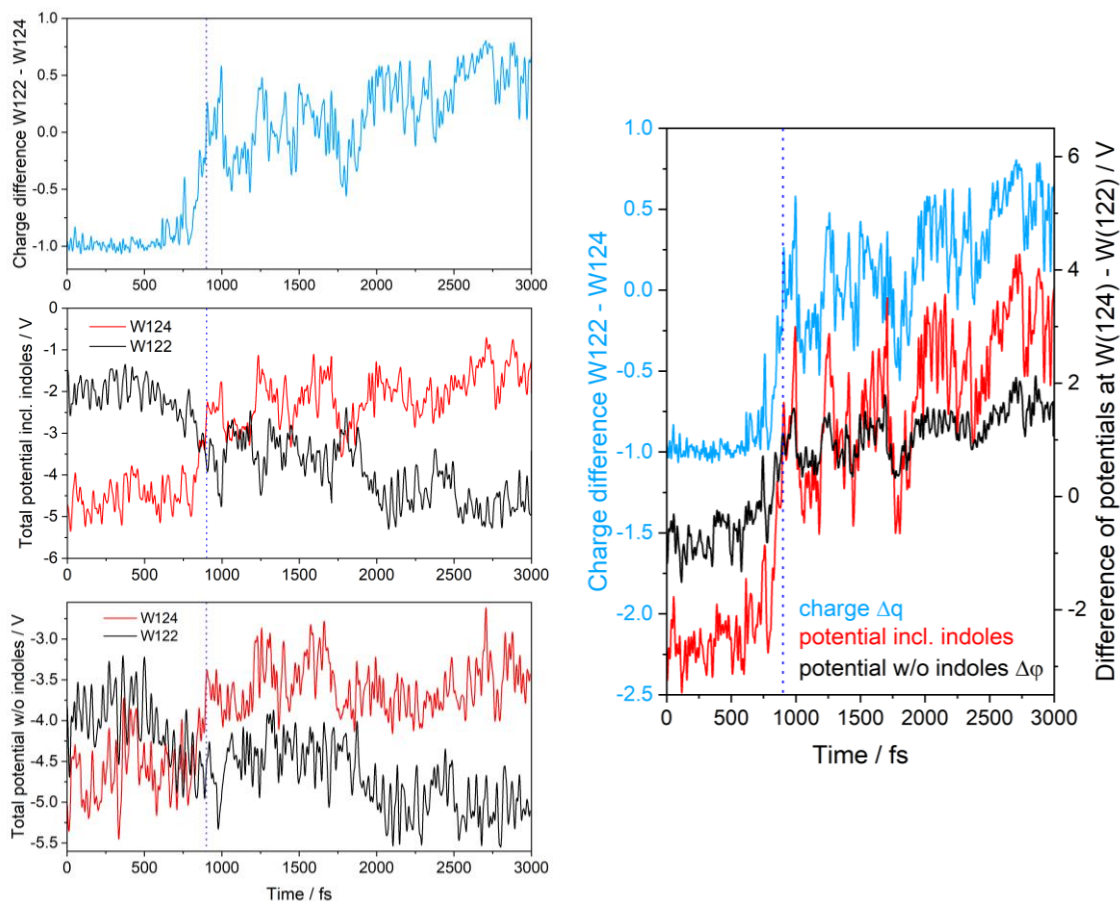 Charge difference W122 - W124
1.0
0.5
0.0
-0.5
-1.0
0 500 1000 1500 2000 2500 3000
Total potential incl. indoles / V
0
-1
-2
-3
-4
-5
-6
W124
W122
0 500 1000 1500 2000 2500 3000
Total potential w/o indoles / V
-3.0
-3.5
-4.0
-4.5
-5.0
-5.5
W124
W122
0 500 1000 1500 2000 2500 3000
Time / fs
Charge difference W122 - W124
1.0
0.5
0.0
-0.5
-1.0
-1.5
-2.0
-2.5
charge Δq
potential incl. indoles
potential w/o indoles Δφ
6
4
2
0
-2
Differerence of potentials at W(124) - W(122) / V
0 500 1000 1500 2000 2500 3000
Time / fs